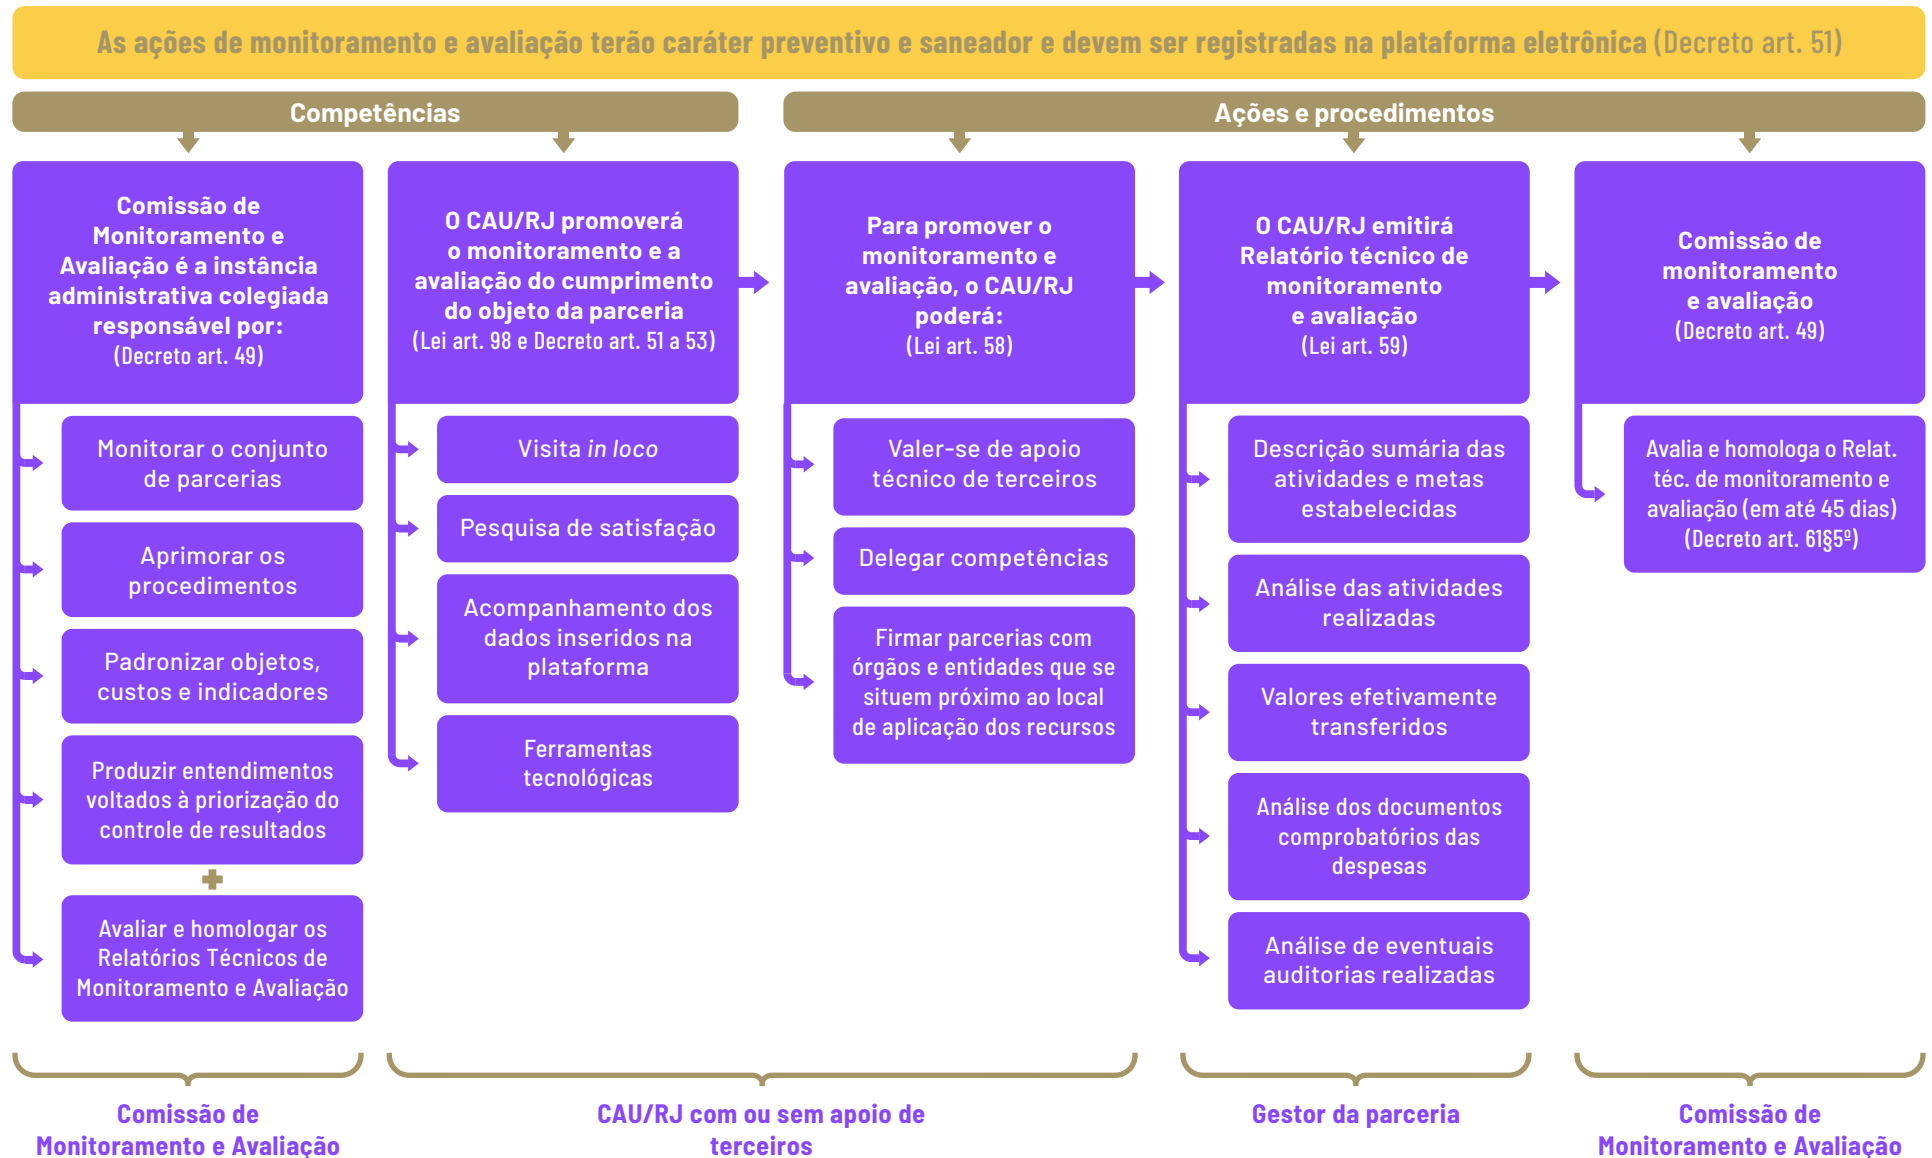 As ações de monitoramento e avaliação terão caráter preventivo e saneador e devem ser registradas na plataforma eletrônica (Decreto art. 51)
Competências
Comissão de
Monitoramento e
Avaliação é a instância
administrativa colegiada
responsável por:
(Decreto art. 49)
Monitorar o conjunto
de parcerias
Aprimorar os
procedimentos
Padronizar objetos,
custos e indicadores
Produzir entendimentos
voltados à priorização do
controle de resultados
Avaliar e homologar os
Relatórios Técnicos de
Monitoramento e Avaliação
Comissão de
Monitoramento e Avaliação
O CAU/RJ promoverá
o monitoramento e a
avaliação do cumprimento
do objeto da parceria
(Lei art. 98 e Decreto art. 51 a 53)
Visita in loco
Pesquisa de satisfação
Acompanhamento dos
dados inseridos na
plataforma
Ferramentas
tecnológicas
Ações e procedimentos
Para promover o
monitoramento e
avaliação, o CAU/RJ
poderá:
(Lei art. 58)
Valer-se de apoio
técnico de terceiros
Delegar competências
Firmar parcerias com
órgãos e entidades que se
situem próximo ao local
de aplicação dos recursos
CAU/RJ com ou sem apoio de
terceiros
O CAU/RJ emitirá
Relatório técnico de
monitoramento
e avaliação
(Lei art. 59)
Descrição sumária das
atividades e metas
estabelecidas
Análise das atividades
realizadas
Valores efetivamente
transferidos
Análise dos documentos
comprobatórios das
despesas
Análise de eventuais
auditorias realizadas
Gestor da parceria
Comissão de
monitoramento
e avaliação
(Decreto art. 49)
Avalia e homologa o Relat.
téc. de monitoramento e
avaliação (em até 45 dias)
(Decreto art. 61§5º)
Comissão de
Monitoramento e Avaliação